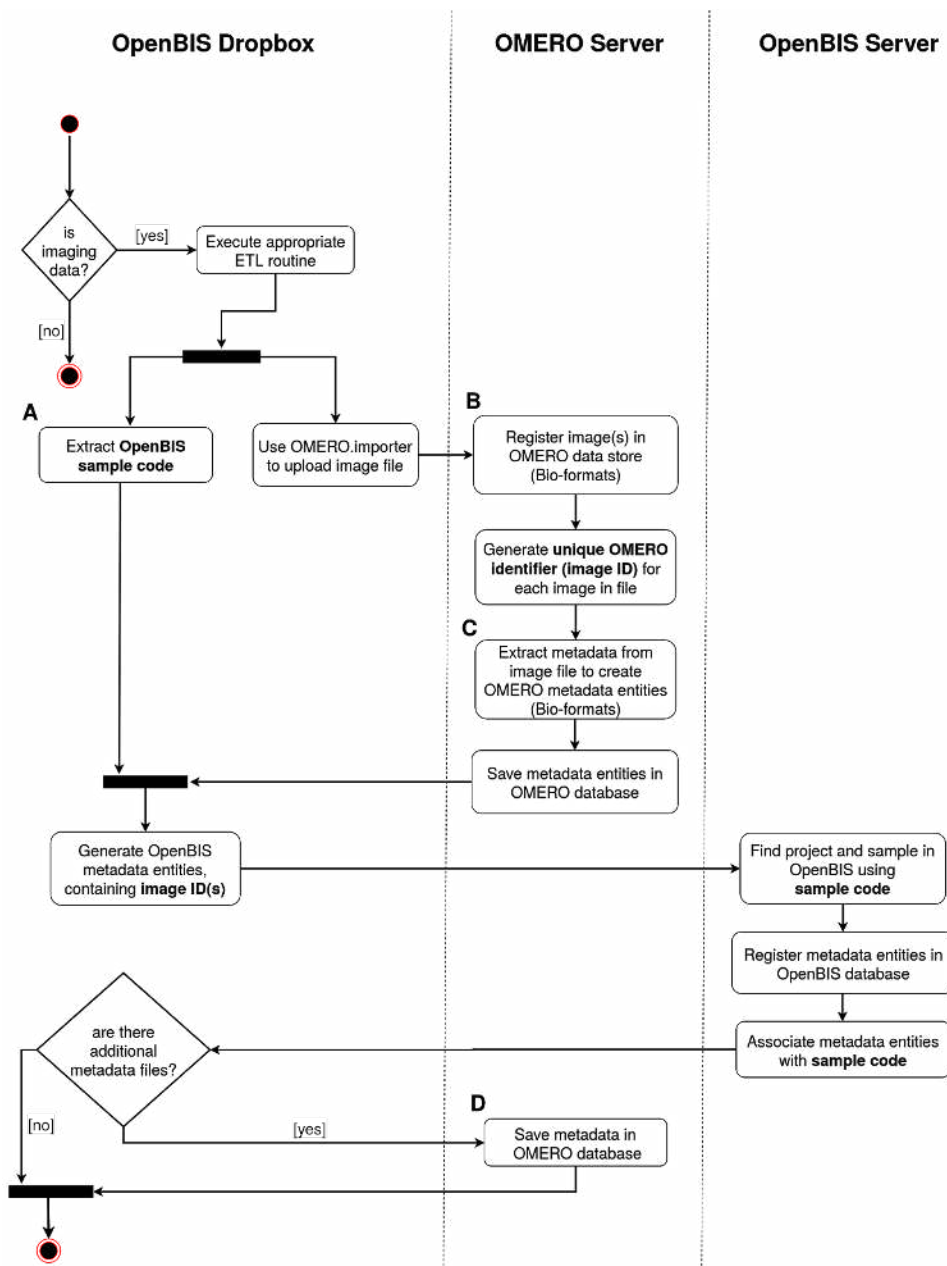 OpenBIS Dropbox
OMERO Server
OpenBIS Server
is
imaging
data?
[yes]
Execute appropriate
ETL routine
[no]
A
Extract OpenBIS
sample code
Use OMERO.importer
to upload image file
B
Register image(s) in
OMERO data store
(Bio-formats)
Generate unique OMERO
identifier (image ID) for
each image in file
C
Extract metadata from
image file to create
OMERO metadata entities
(Bio-formats)
Save metadata entities in
OMERO database
Generate OpenBIS
metadata entities,
containing image ID(s)
Find project and sample in
OpenBIS using
sample code
Register metadata entities in
OpenBIS database
Associate metadata entities
with sample code
are there
additional
metadata files?
[no]
[yes]
D
Save metadata in
OMERO database